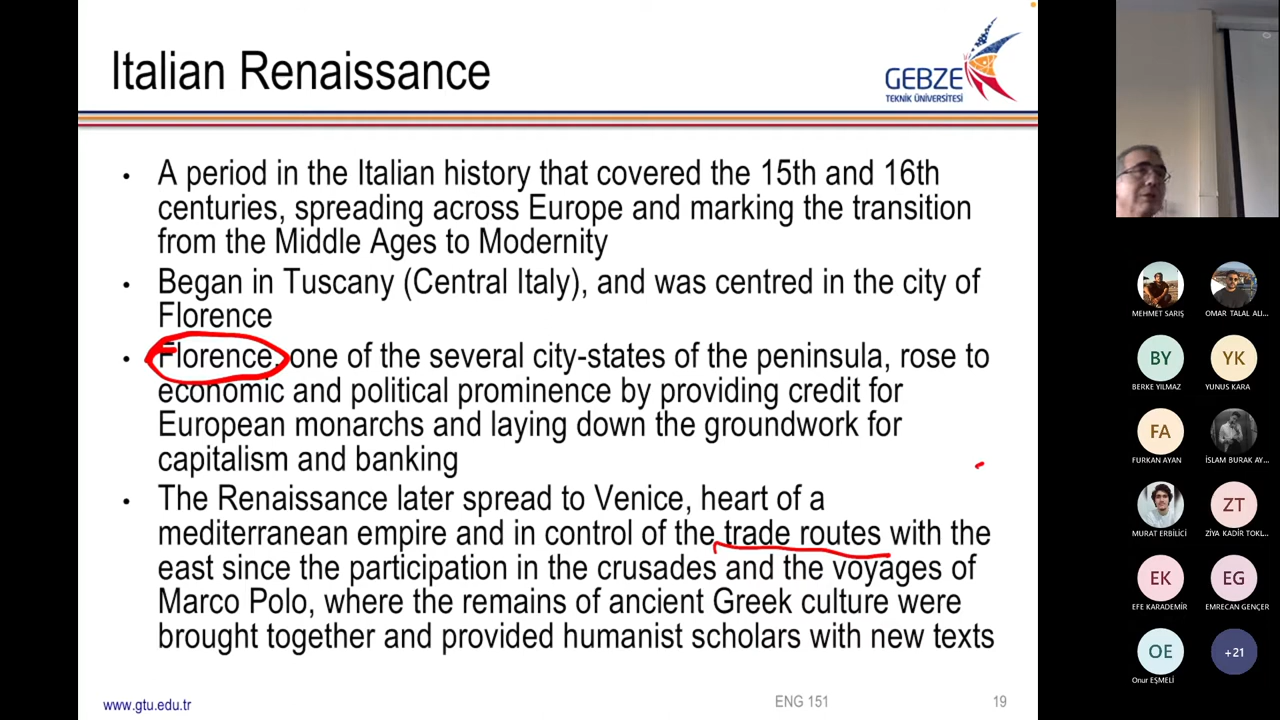 Italian Renaissance
GEBZE
TEKNİK ÜNİVERSİTESİ
• A period in the Italian history that covered the 15th and 16th
centuries, spreading across Europe and marking the transition
from the Middle Ages to Modernity
• Began in Tuscany (Central Italy), and was centred in the city of
Florence
• Florence, one of the several city-states of the peninsula, rose to
economic and political prominence by providing credit for
European monarchs and laying down the groundwork for
capitalism and banking
• The Renaissance later spread to Venice, heart of a
mediterranean empire and in control of the trade routes with the
east since the participation in the crusades and the voyages of
Marco Polo, where the remains of ancient Greek culture were
brought together and provided humanist scholars with new texts
www.gtu.edu.tr
ENG 151
19
MEHMET SARIŞ
OMAR TALAL ALI...
BY
YK
BERKE YILMAZ
YUNUS KARA
FA
FURKAN AYAN
İSLAM BURAK AY...
ZT
MURAT ERBİLİCİ
ZİYA KADİR TOKL...
EK
EG
EFE KARADEMİR
EMRECAN GENÇER
OE
+21
Onur EŞMELİ